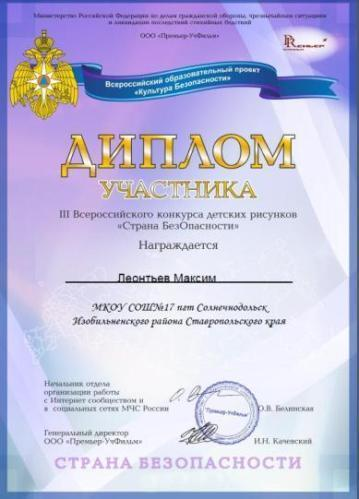 Министерство Российской Федерации по делам гражданской обороны, чрезвычайным ситуациям
и ликвидации последствий стихийных бедствий
ООО «Премьер-УчФильм»
Премьер
Всероссийский образовательный проект
«Культура БезОпасности»
ДИПЛОМ
УЧАСТНИКА
III Всероссийского конкурса детских рисунков
«Страна БезОпасности»
Награждается
Леонтьев Максим
МКОУ СОШ№17 пгт Солнечнодольск
Изобильненского района Ставропольского края
Начальник отдела
организации работы
с Интернет сообществом и
в социальных сетях МЧС России
О.В. Белинская
"Премьер-УчФильм"
Генеральный директор
ООО «Премьер-УчФильм»
И.Н. Качевский
СТРАНА БЕЗОПАСНОСТИ